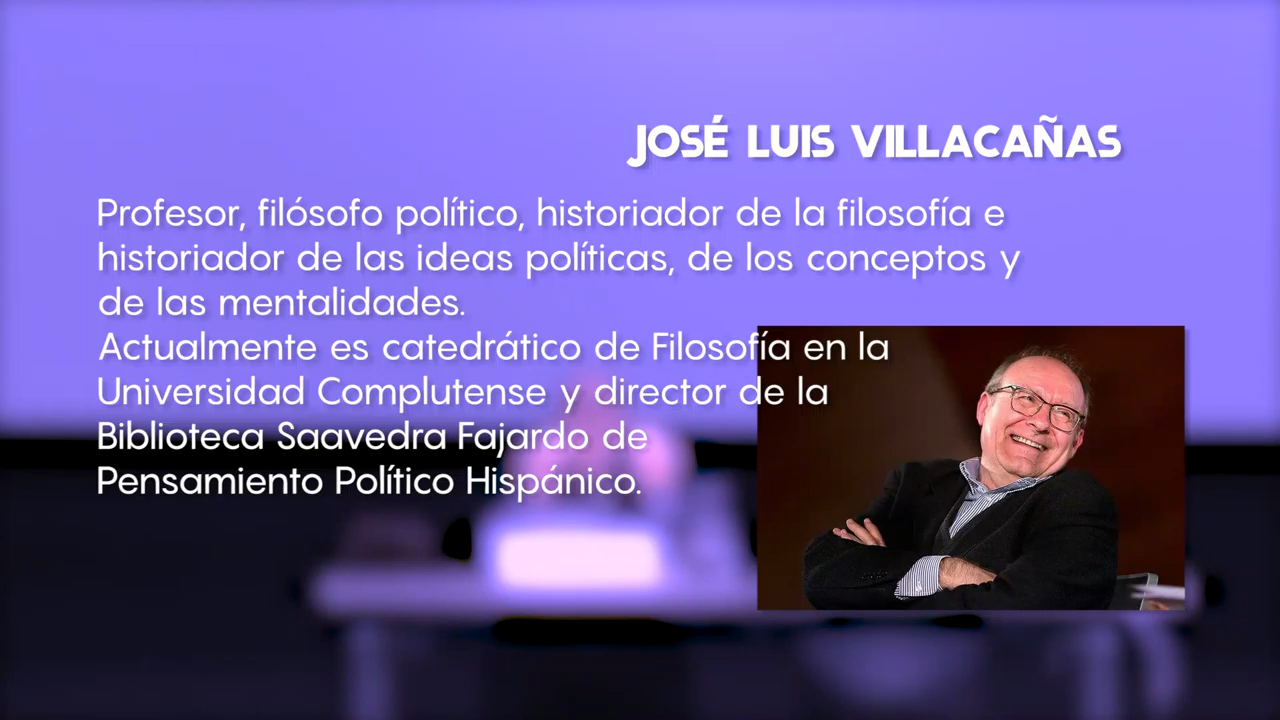 JOSÉ LUIS VILLACAÑAS
Profesor, filósofo político, historiador de la filosofía e
historiador de las ideas políticas, de los conceptos y
de las mentalidades.
Actualmente es catedrático de Filosofía en la
Universidad Complutense y director de la
Biblioteca Saavedra Fajardo de
Pensamiento Político Hispánico.